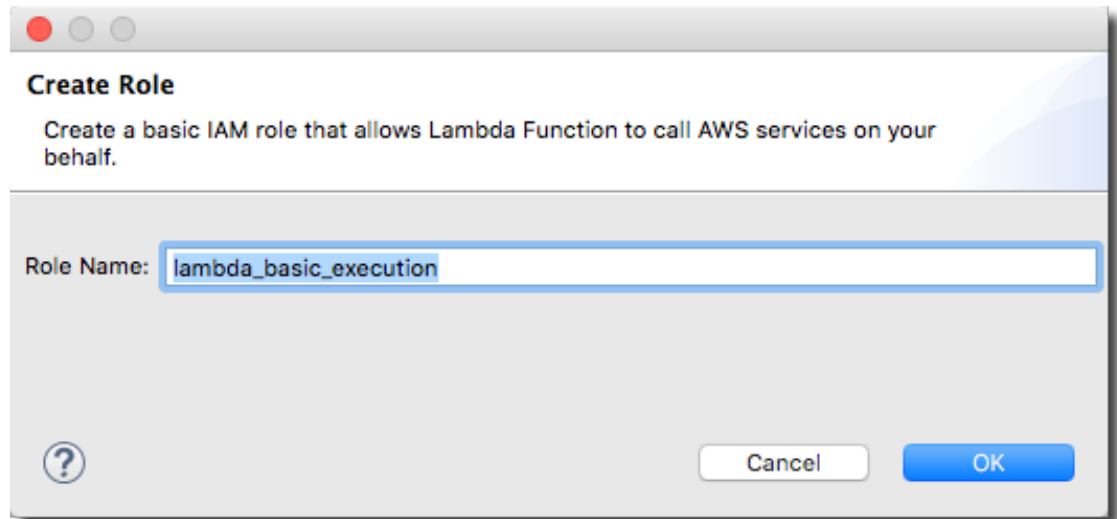 Create Role
Create a basic IAM role that allows Lambda Function to call AWS services on your
behalf.
Role Name: lambda_basic_execution
? Cancel OK